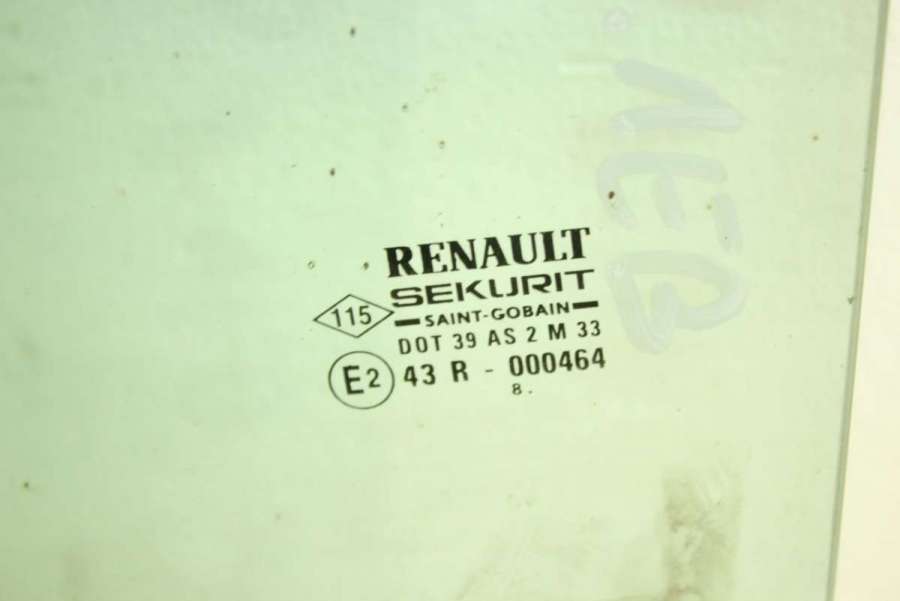 RENAULT
SEKURIT
115
SAINT-GOBAIN
DOT 39 AS 2 M 33
E2 43 R - 000464
8.